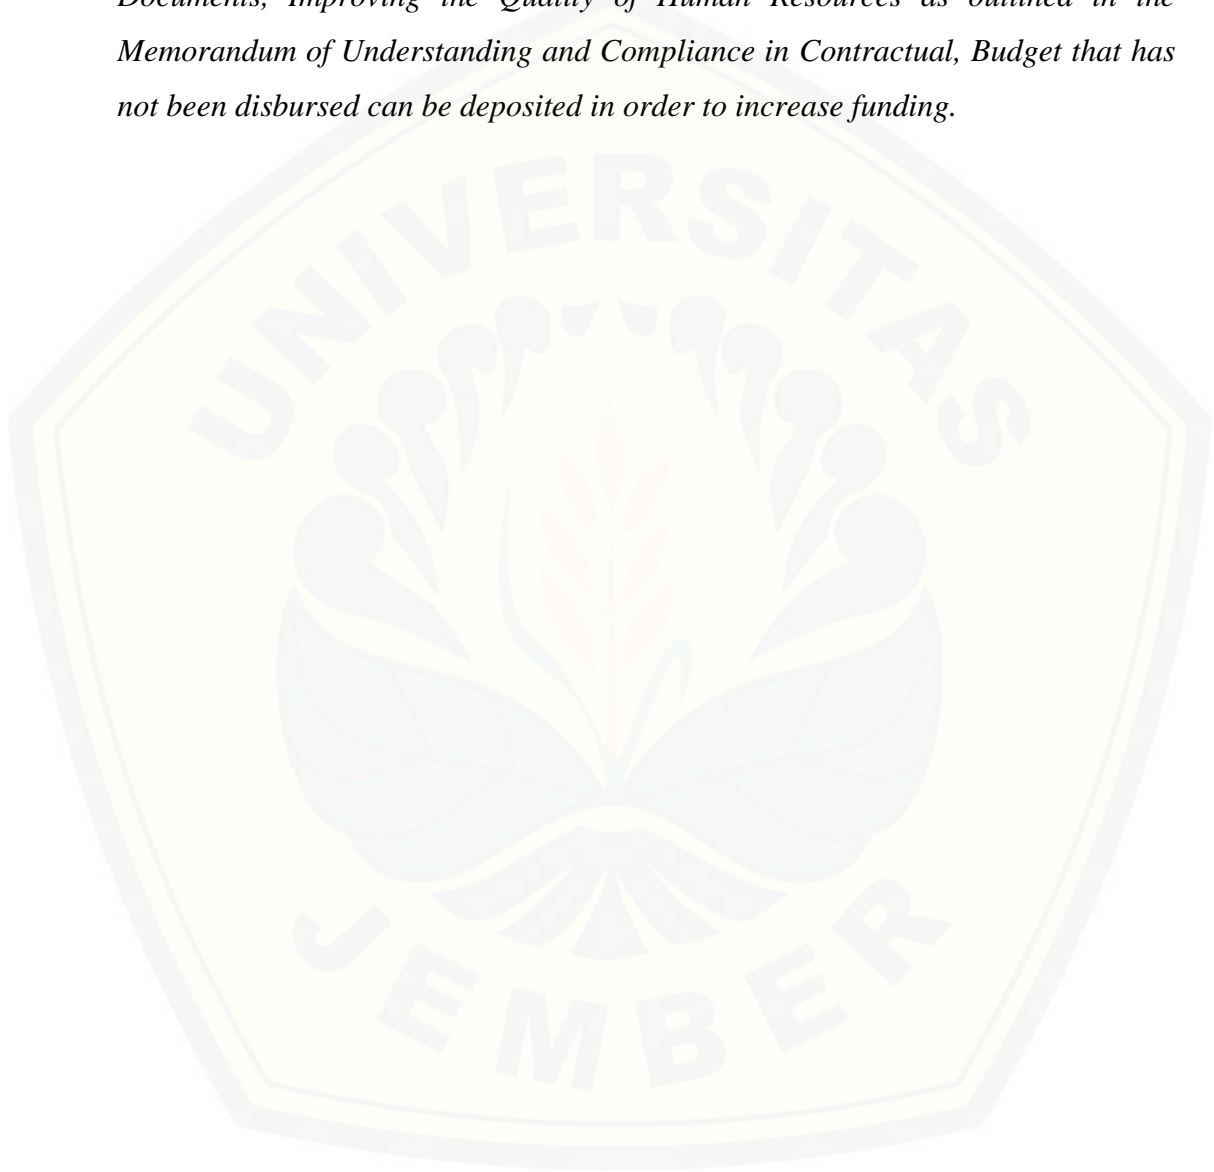 Documents, Improving the Quality of Human Resources as outlined in the
Memorandum of Understanding and Compliance in Contractual, Budget that has
not been disbursed can be deposited in order to increase funding.
UNIVERSITAS
JEMBER